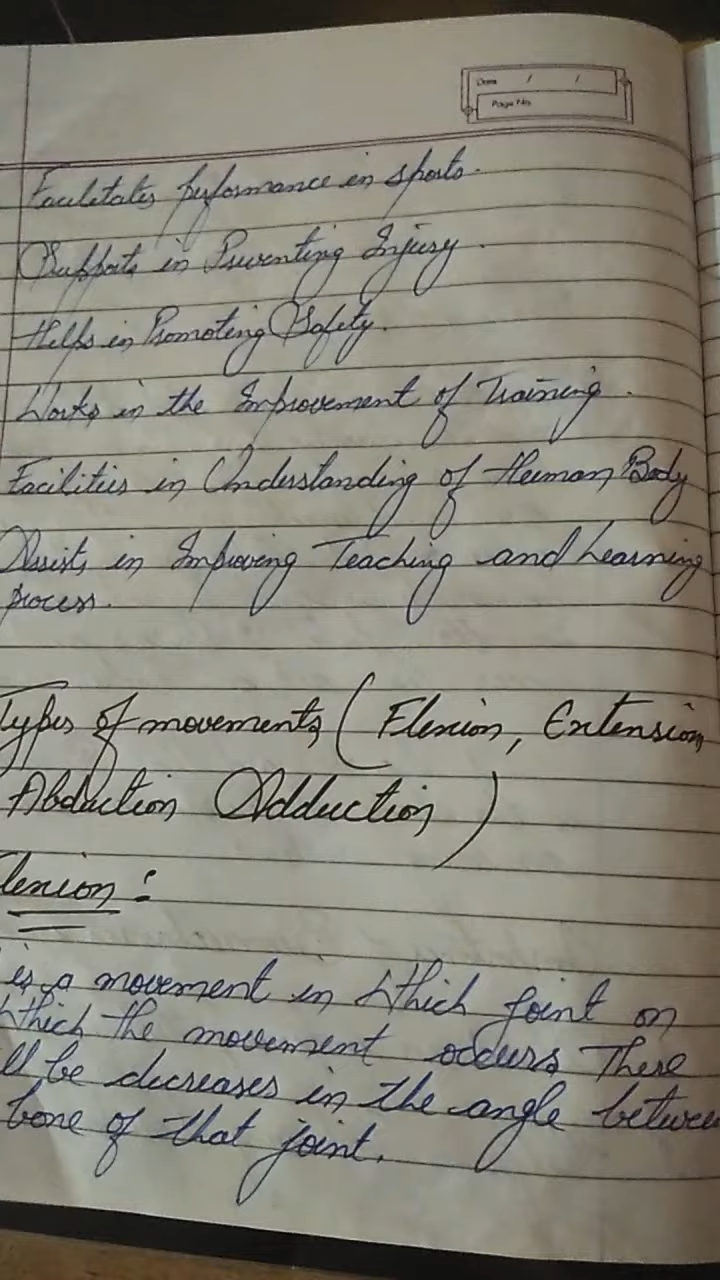 Date / /
Page No.
Facilitates performance in sports.
Supports in Preventing Injury.
Helps in Promoting Safety.
Works in the Improvement of Training.
Facilities in Understanding of Human Body
Assists in Improving Teaching and Learning
process.
Types of movements ( Flexion, Extension,
Abduction Adduction )
lexion :
is a movement in Which joint on
Which the movement occurs There
ll be decreases in the angle between
bone of that joint.